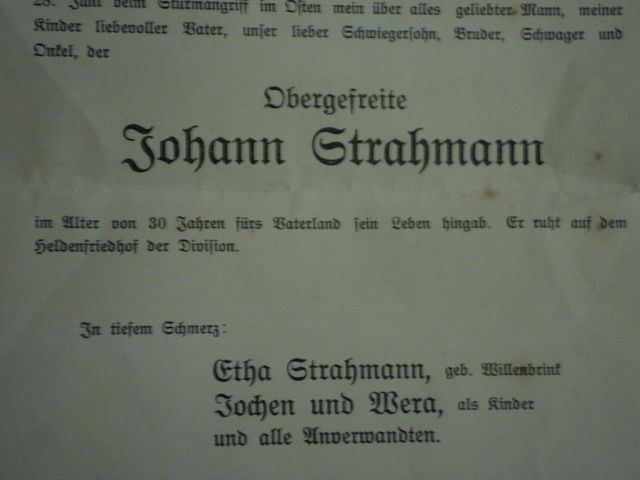 28. Juni beim Sturmangriff im Osten mein über alles geliebter Mann, meiner
Kinder liebevoller Vater, unser lieber Schwiegersohn, Bruder, Schwager und
Onkel, der
Obergefreite
Johann Strahmann
im Alter von 30 Jahren fürs Vaterland sein Leben hingab. Er ruht auf dem
Heldenfriedhof der Division.
In tiefem Schmerz:
Etha Strahmann, geb. Willenbrink
Jochen und Wera, als Kinder
und alle Anverwandten.